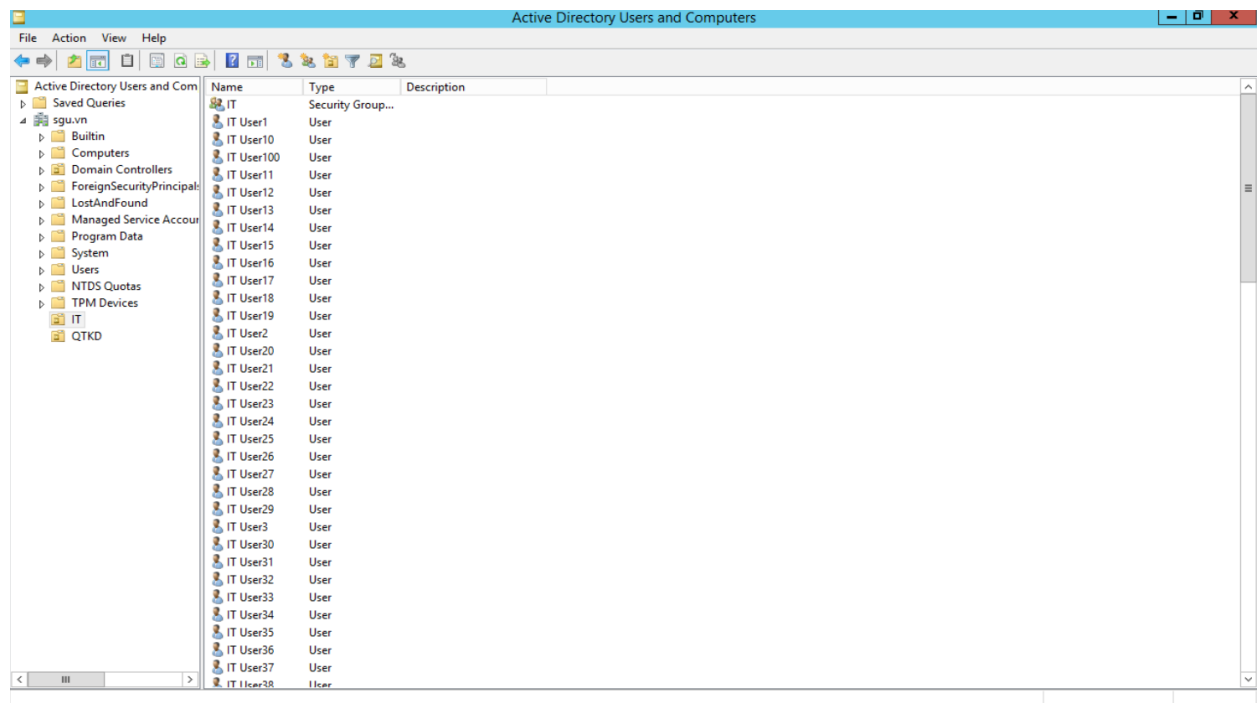 Active Directory Users and Computers
File Action View Help
Active Directory Users and Com
Saved Queries
sgu.vn
Builtin
Computers
Domain Controllers
ForeignSecurityPrincipals
LostAndFound
Managed Service Accour
Program Data
System
Users
NTDS Quotas
TPM Devices
IT
QTKD
Name Type Description
IT Security Group...
IT User1 User
IT User10 User
IT User100 User
IT User11 User
IT User12 User
IT User13 User
IT User14 User
IT User15 User
IT User16 User
IT User17 User
IT User18 User
IT User19 User
IT User2 User
IT User20 User
IT User21 User
IT User22 User
IT User23 User
IT User24 User
IT User25 User
IT User26 User
IT User27 User
IT User28 User
IT User29 User
IT User3 User
IT User30 User
IT User31 User
IT User32 User
IT User33 User
IT User34 User
IT User35 User
IT User36 User
IT User37 User
IT User38 User